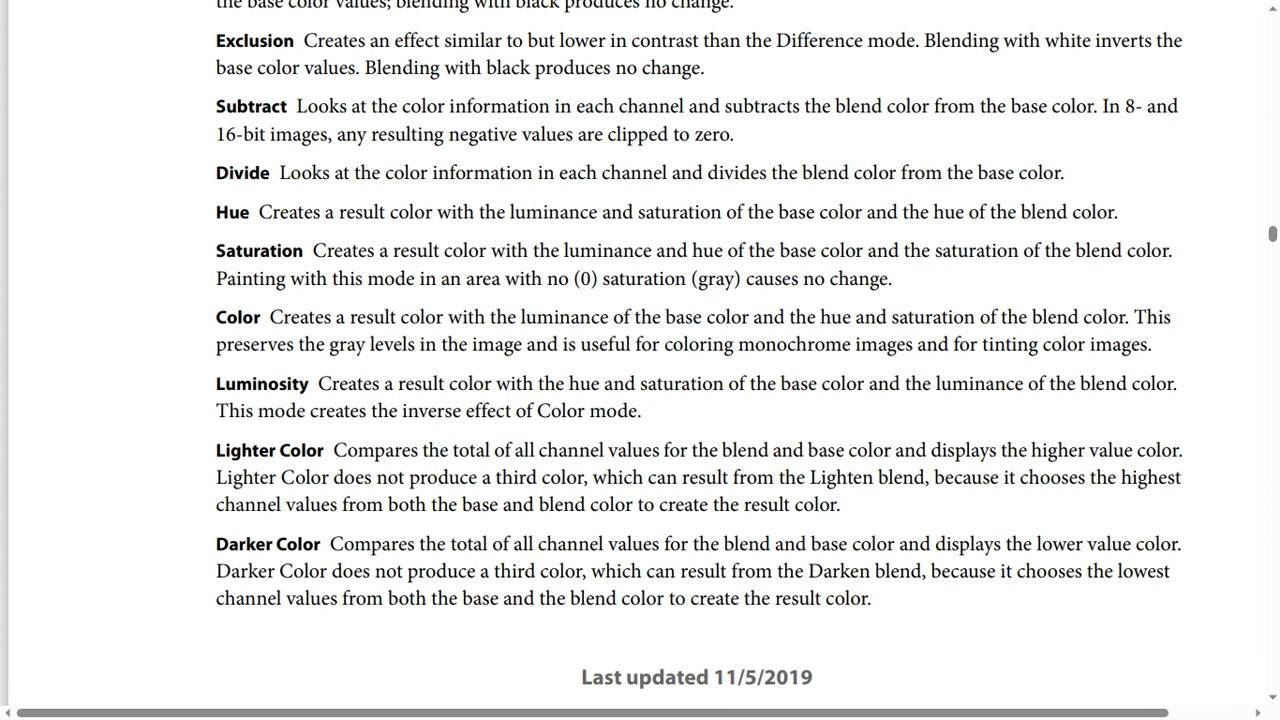 the base color values; blending with black produces no change.
Exclusion Creates an effect similar to but lower in contrast than the Difference mode. Blending with white inverts the
base color values. Blending with black produces no change.
Subtract Looks at the color information in each channel and subtracts the blend color from the base color. In 8- and
16-bit images, any resulting negative values are clipped to zero.
Divide Looks at the color information in each channel and divides the blend color from the base color.
Hue Creates a result color with the luminance and saturation of the base color and the hue of the blend color.
Saturation Creates a result color with the luminance and hue of the base color and the saturation of the blend color.
Painting with this mode in an area with no (0) saturation (gray) causes no change.
Color Creates a result color with the luminance of the base color and the hue and saturation of the blend color. This
preserves the gray levels in the image and is useful for coloring monochrome images and for tinting color images.
Luminosity Creates a result color with the hue and saturation of the base color and the luminance of the blend color.
This mode creates the inverse effect of Color mode.
Lighter Color Compares the total of all channel values for the blend and base color and displays the higher value color.
Lighter Color does not produce a third color, which can result from the Lighten blend, because it chooses the highest
channel values from both the base and blend color to create the result color.
Darker Color Compares the total of all channel values for the blend and base color and displays the lower value color.
Darker Color does not produce a third color, which can result from the Darken blend, because it chooses the lowest
channel values from both the base and the blend color to create the result color.
Last updated 11/5/2019